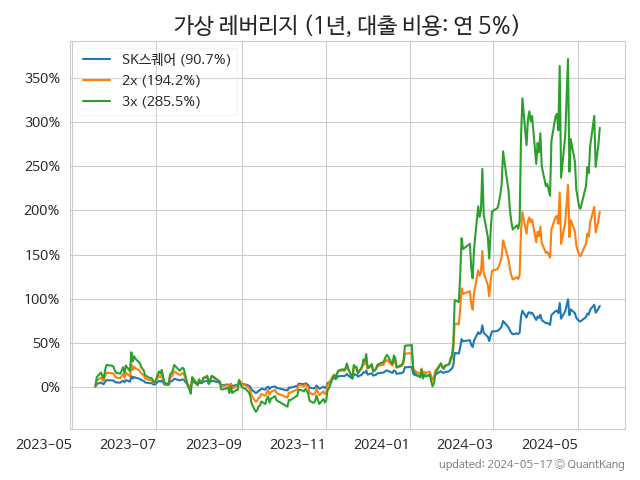 가상 레버리지 (1년, 대출 비용: 연 5%)
SK스퀘어 (90.7%)
2x (194.2%)
3x (285.5%)
350%
300%
250%
200%
150%
100%
50%
0%
2023-05 2023-07 2023-09 2023-11 2024-01 2024-03 2024-05
updated: 2024-05-17 © QuantKang